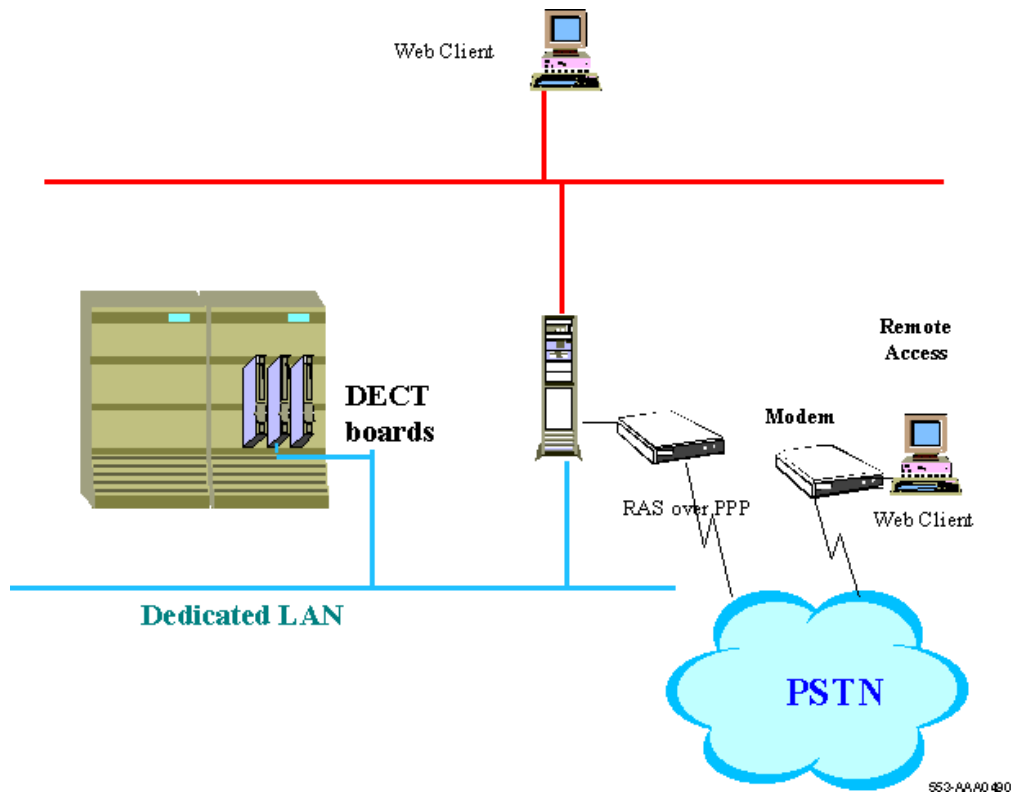 Web Client
Remote
Access
DECT
boards
Modem
RAS over PPP
Web Client
Dedicated LAN
PSTN
553-AAA0490